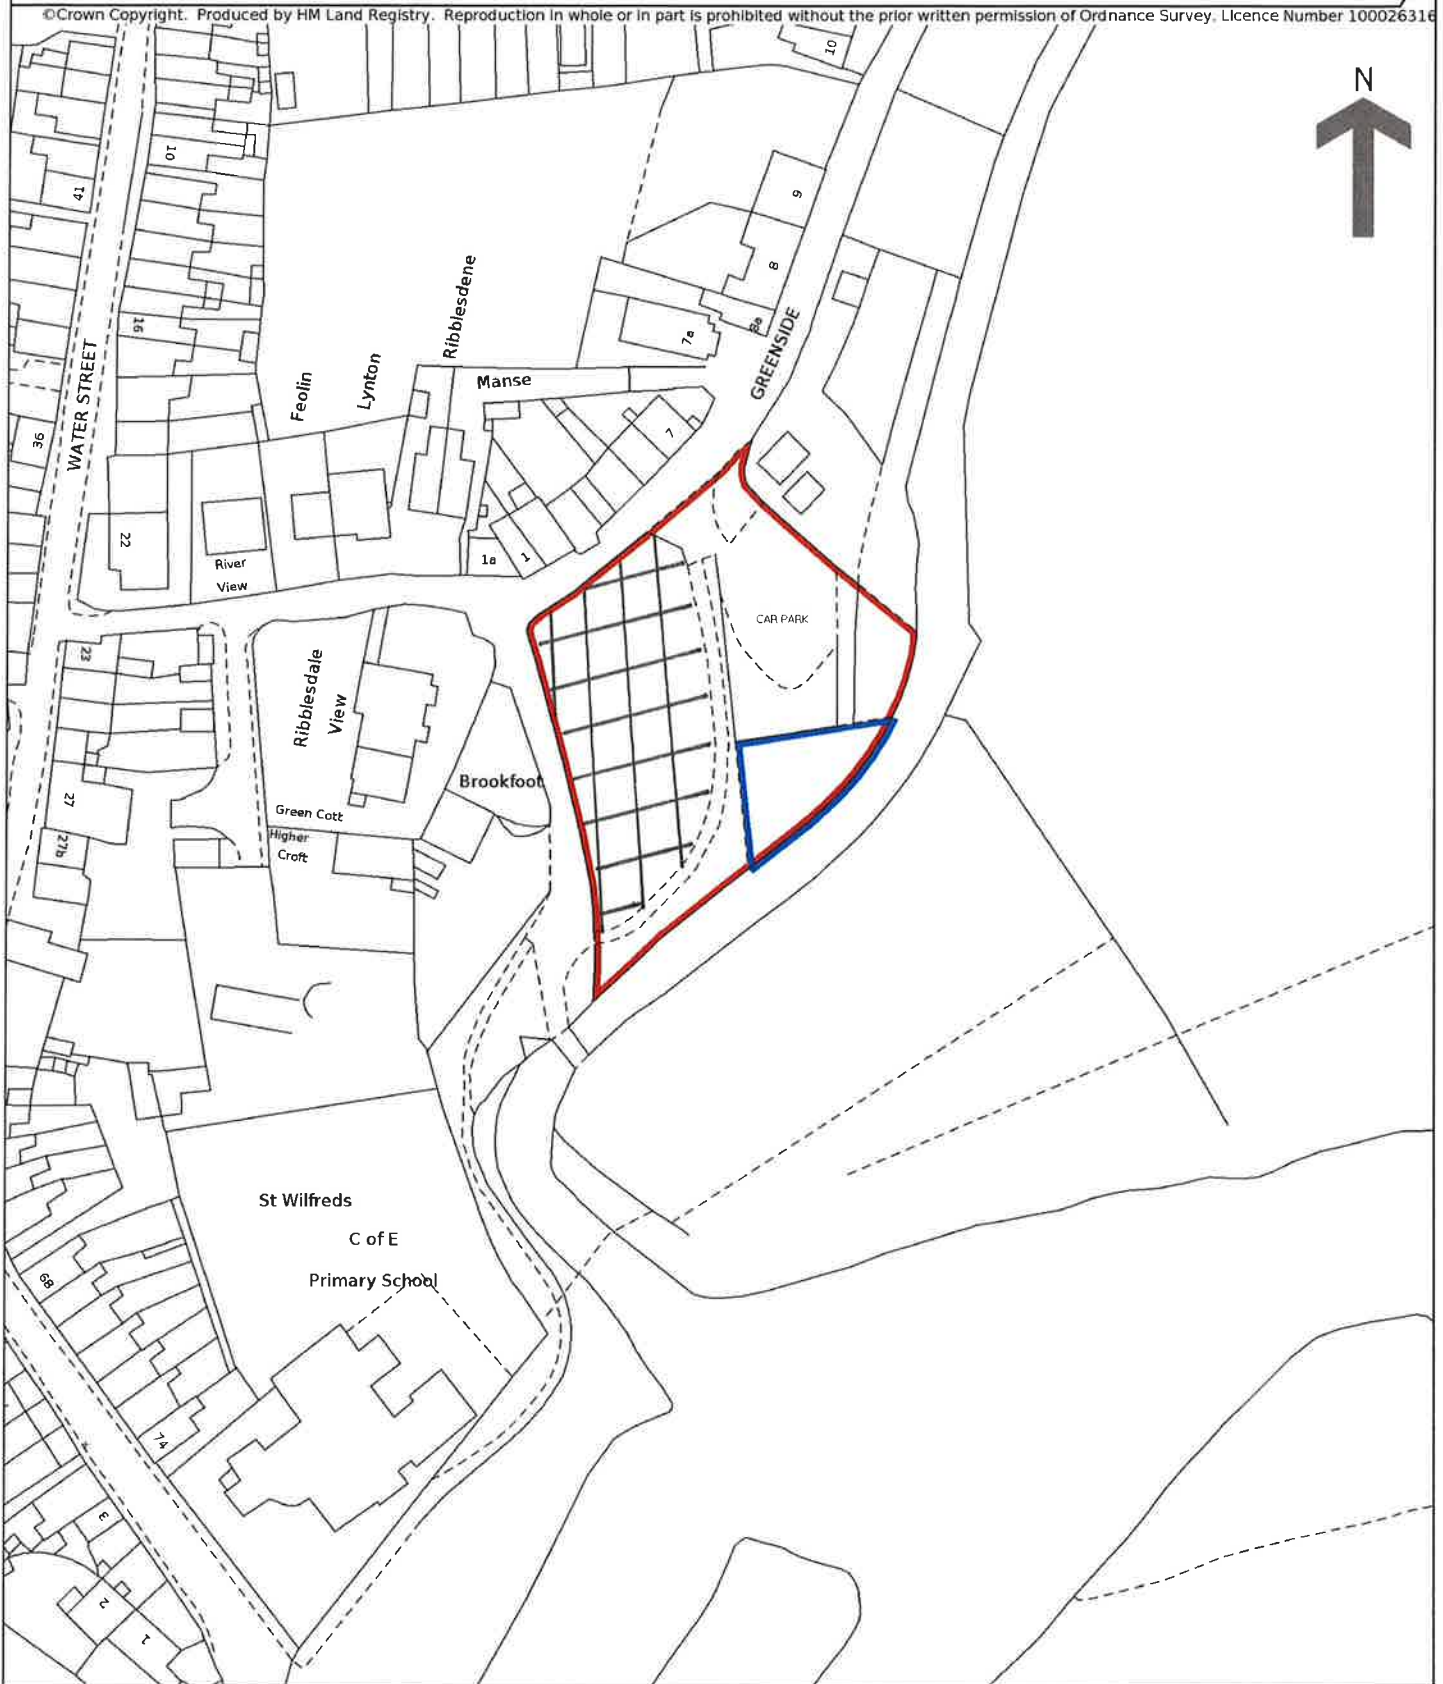 ©Crown Copyright. Produced by HM Land Registry. Reproduction in whole or in part is prohibited without the prior written permission of Ordnance Survey. Licence Number 100026316
N
10
41
10
9
8
8a
7a
GREENSIDE
Ribblesdene
16
WATER STREET
Lynton
Feolin
Manse
36
7
22
River
View
1a
1
CAR PARK
23
Ribblesdale
View
Brookfoot
27
Green Cott
27b
Higher
Croft
St Wilfreds
C of E
Primary School
68
74
3
2
1